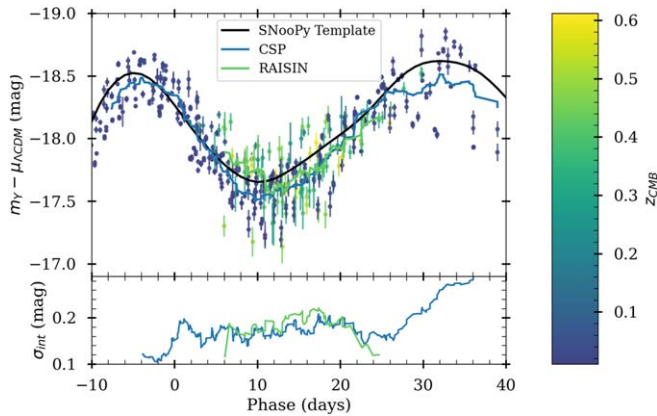 SNooPy Template
CSP
RAISIN
−18.5
−18.0
−17.5
−17.0
m_Y − μ_ΛCDM (mag)
0.2
0.1
σ_int (mag)
−10 0 10 20 30 40
Phase (days)
0.6
0.5
0.4
0.3
0.2
0.1
z_CMB